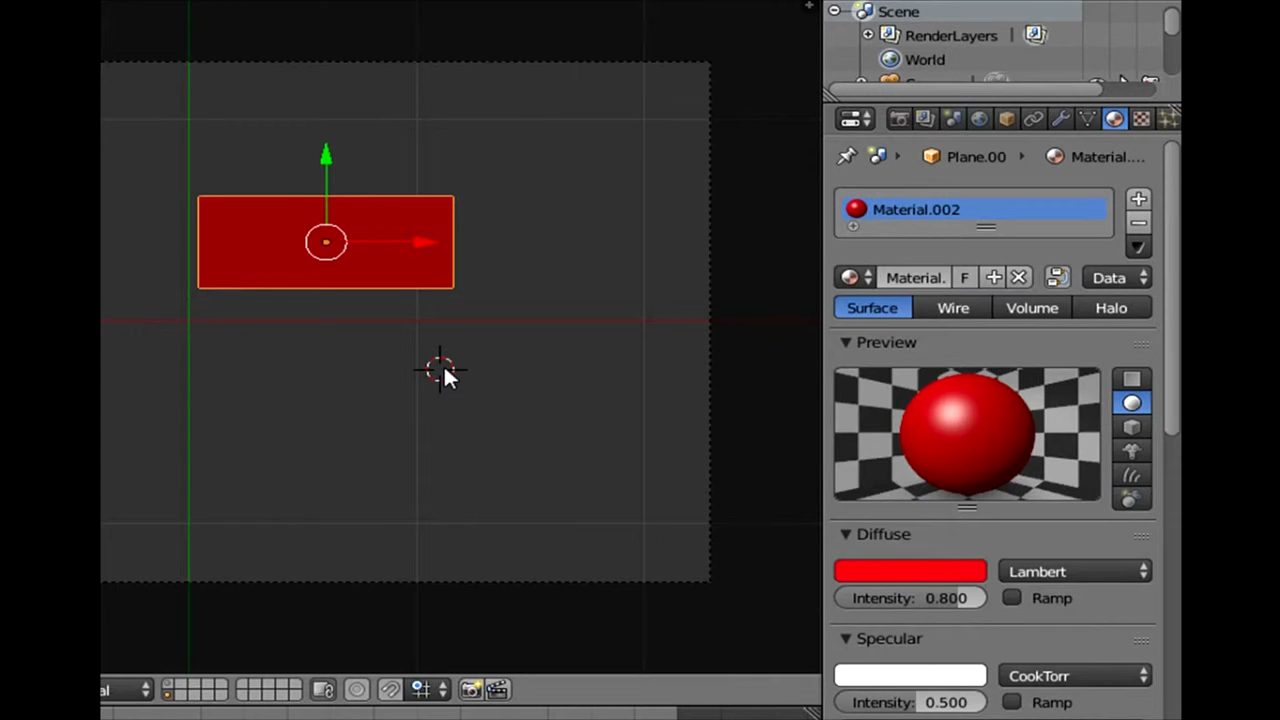 Scene
RenderLayers
World
Plane.00 Material....
Material.002
Material. F Data
Surface Wire Volume Halo
Preview
Diffuse
Lambert
Intensity: 0.800 Ramp
Specular
CookTorr
Intensity: 0.500 Ramp
al